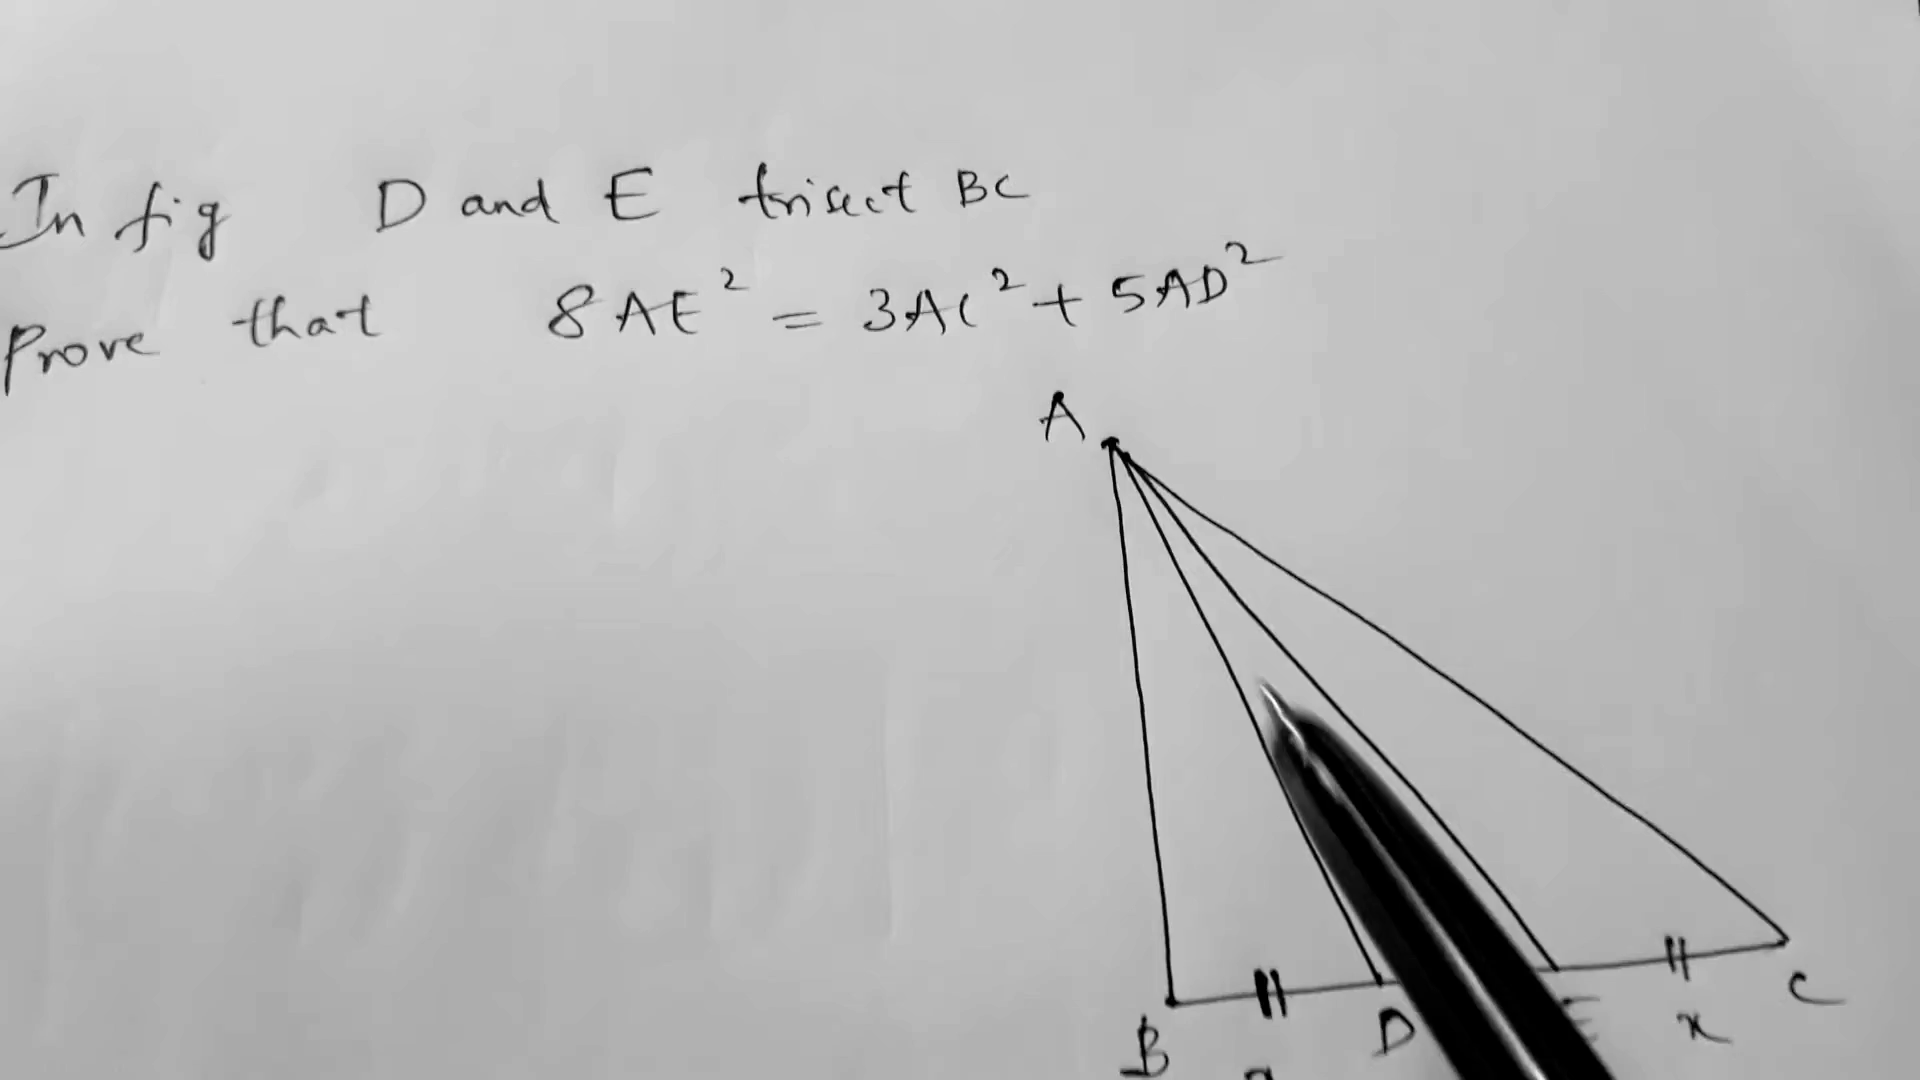 In fig D and E trisect BC
Prove that 8AE² = 3AC² + 5AD²
A
B D E C
x